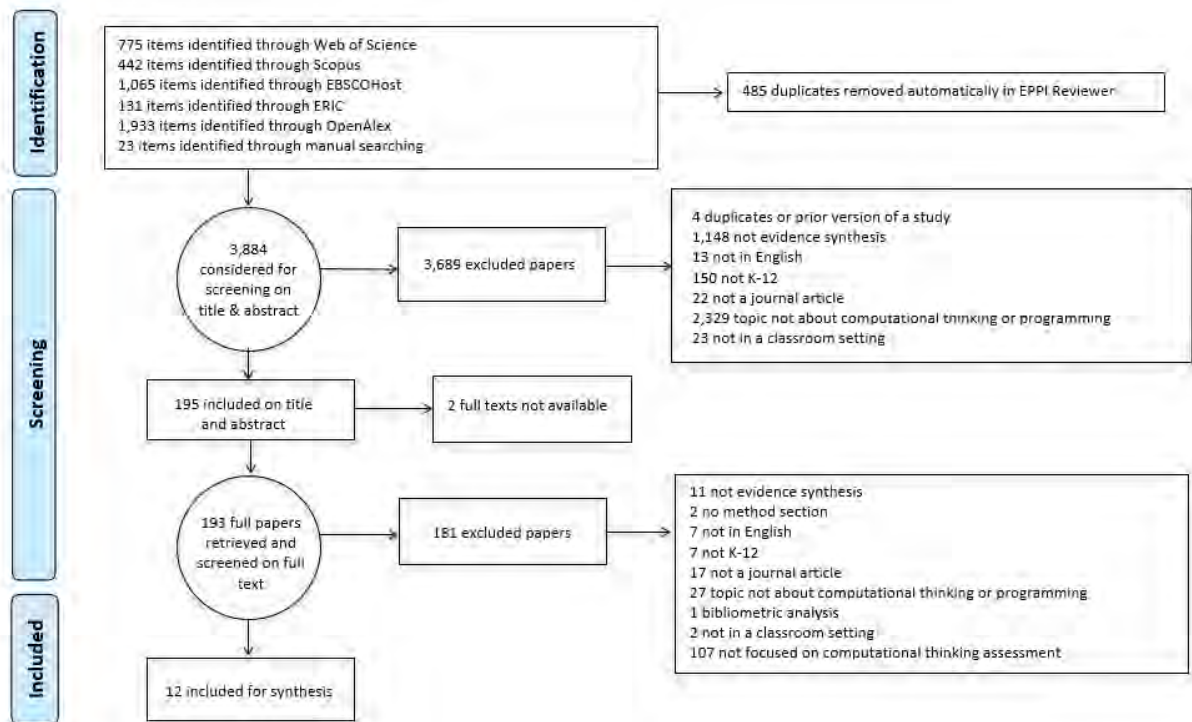 Identification
775 items identified through Web of Science
442 items identified through Scopus
1,065 items identified through EBSCOHost
131 items identified through ERIC
1,933 items identified through OpenAlex
23 items identified through manual searching
485 duplicates removed automatically in EPPI Reviewer
Screening
3,884
considered for
screening on
title & abstract
3,689 excluded papers
4 duplicates or prior version of a study
1,148 not evidence synthesis
13 not in English
150 not K-12
22 not a journal article
2,329 topic not about computational thinking or programming
23 not in a classroom setting
195 included on title
and abstract
2 full texts not available
193 full papers
retrieved and
screened on full
text
181 excluded papers
11 not evidence synthesis
2 no method section
7 not in English
7 not K-12
17 not a journal article
27 topic not about computational thinking or programming
1 bibliometric analysis
2 not in a classroom setting
107 not focused on computational thinking assessment
Included
12 included for synthesis